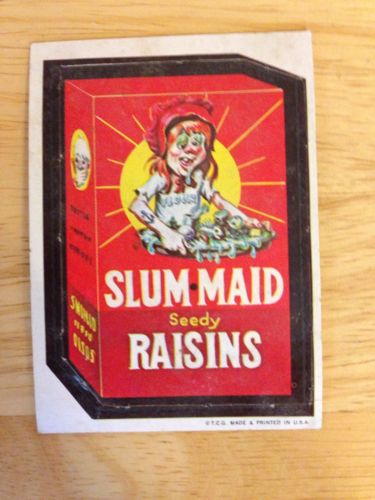 SLUM·MAID
Seedy
RAISINS
©T.C.G. MADE & PRINTED IN U.S.A.